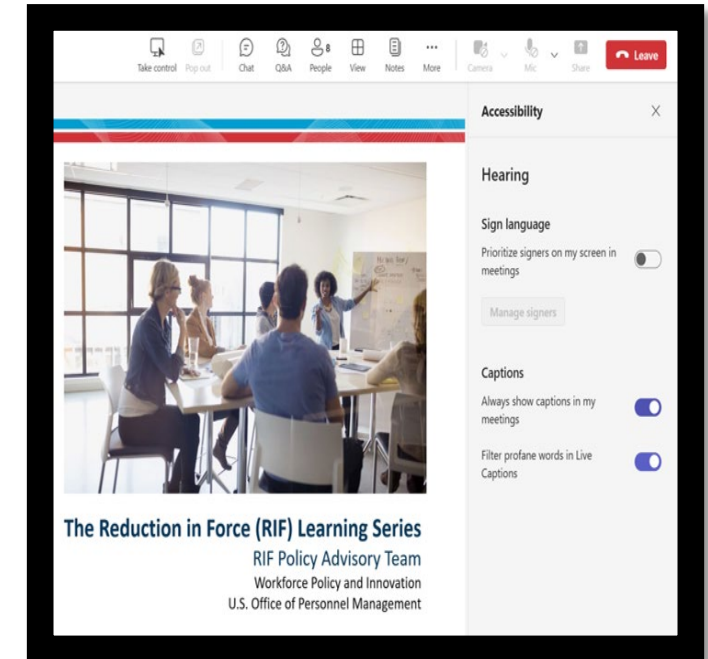 Take control Pop out Chat Q&A 8 People View Notes More Camera Mic Share Leave
Accessibility
Hearing
Sign language
Prioritize signers on my screen in
meetings
Manage signers
Captions
Always show captions in my
meetings
Filter profane words in Live
Captions
The Reduction in Force (RIF) Learning Series
RIF Policy Advisory Team
Workforce Policy and Innovation
U.S. Office of Personnel Management